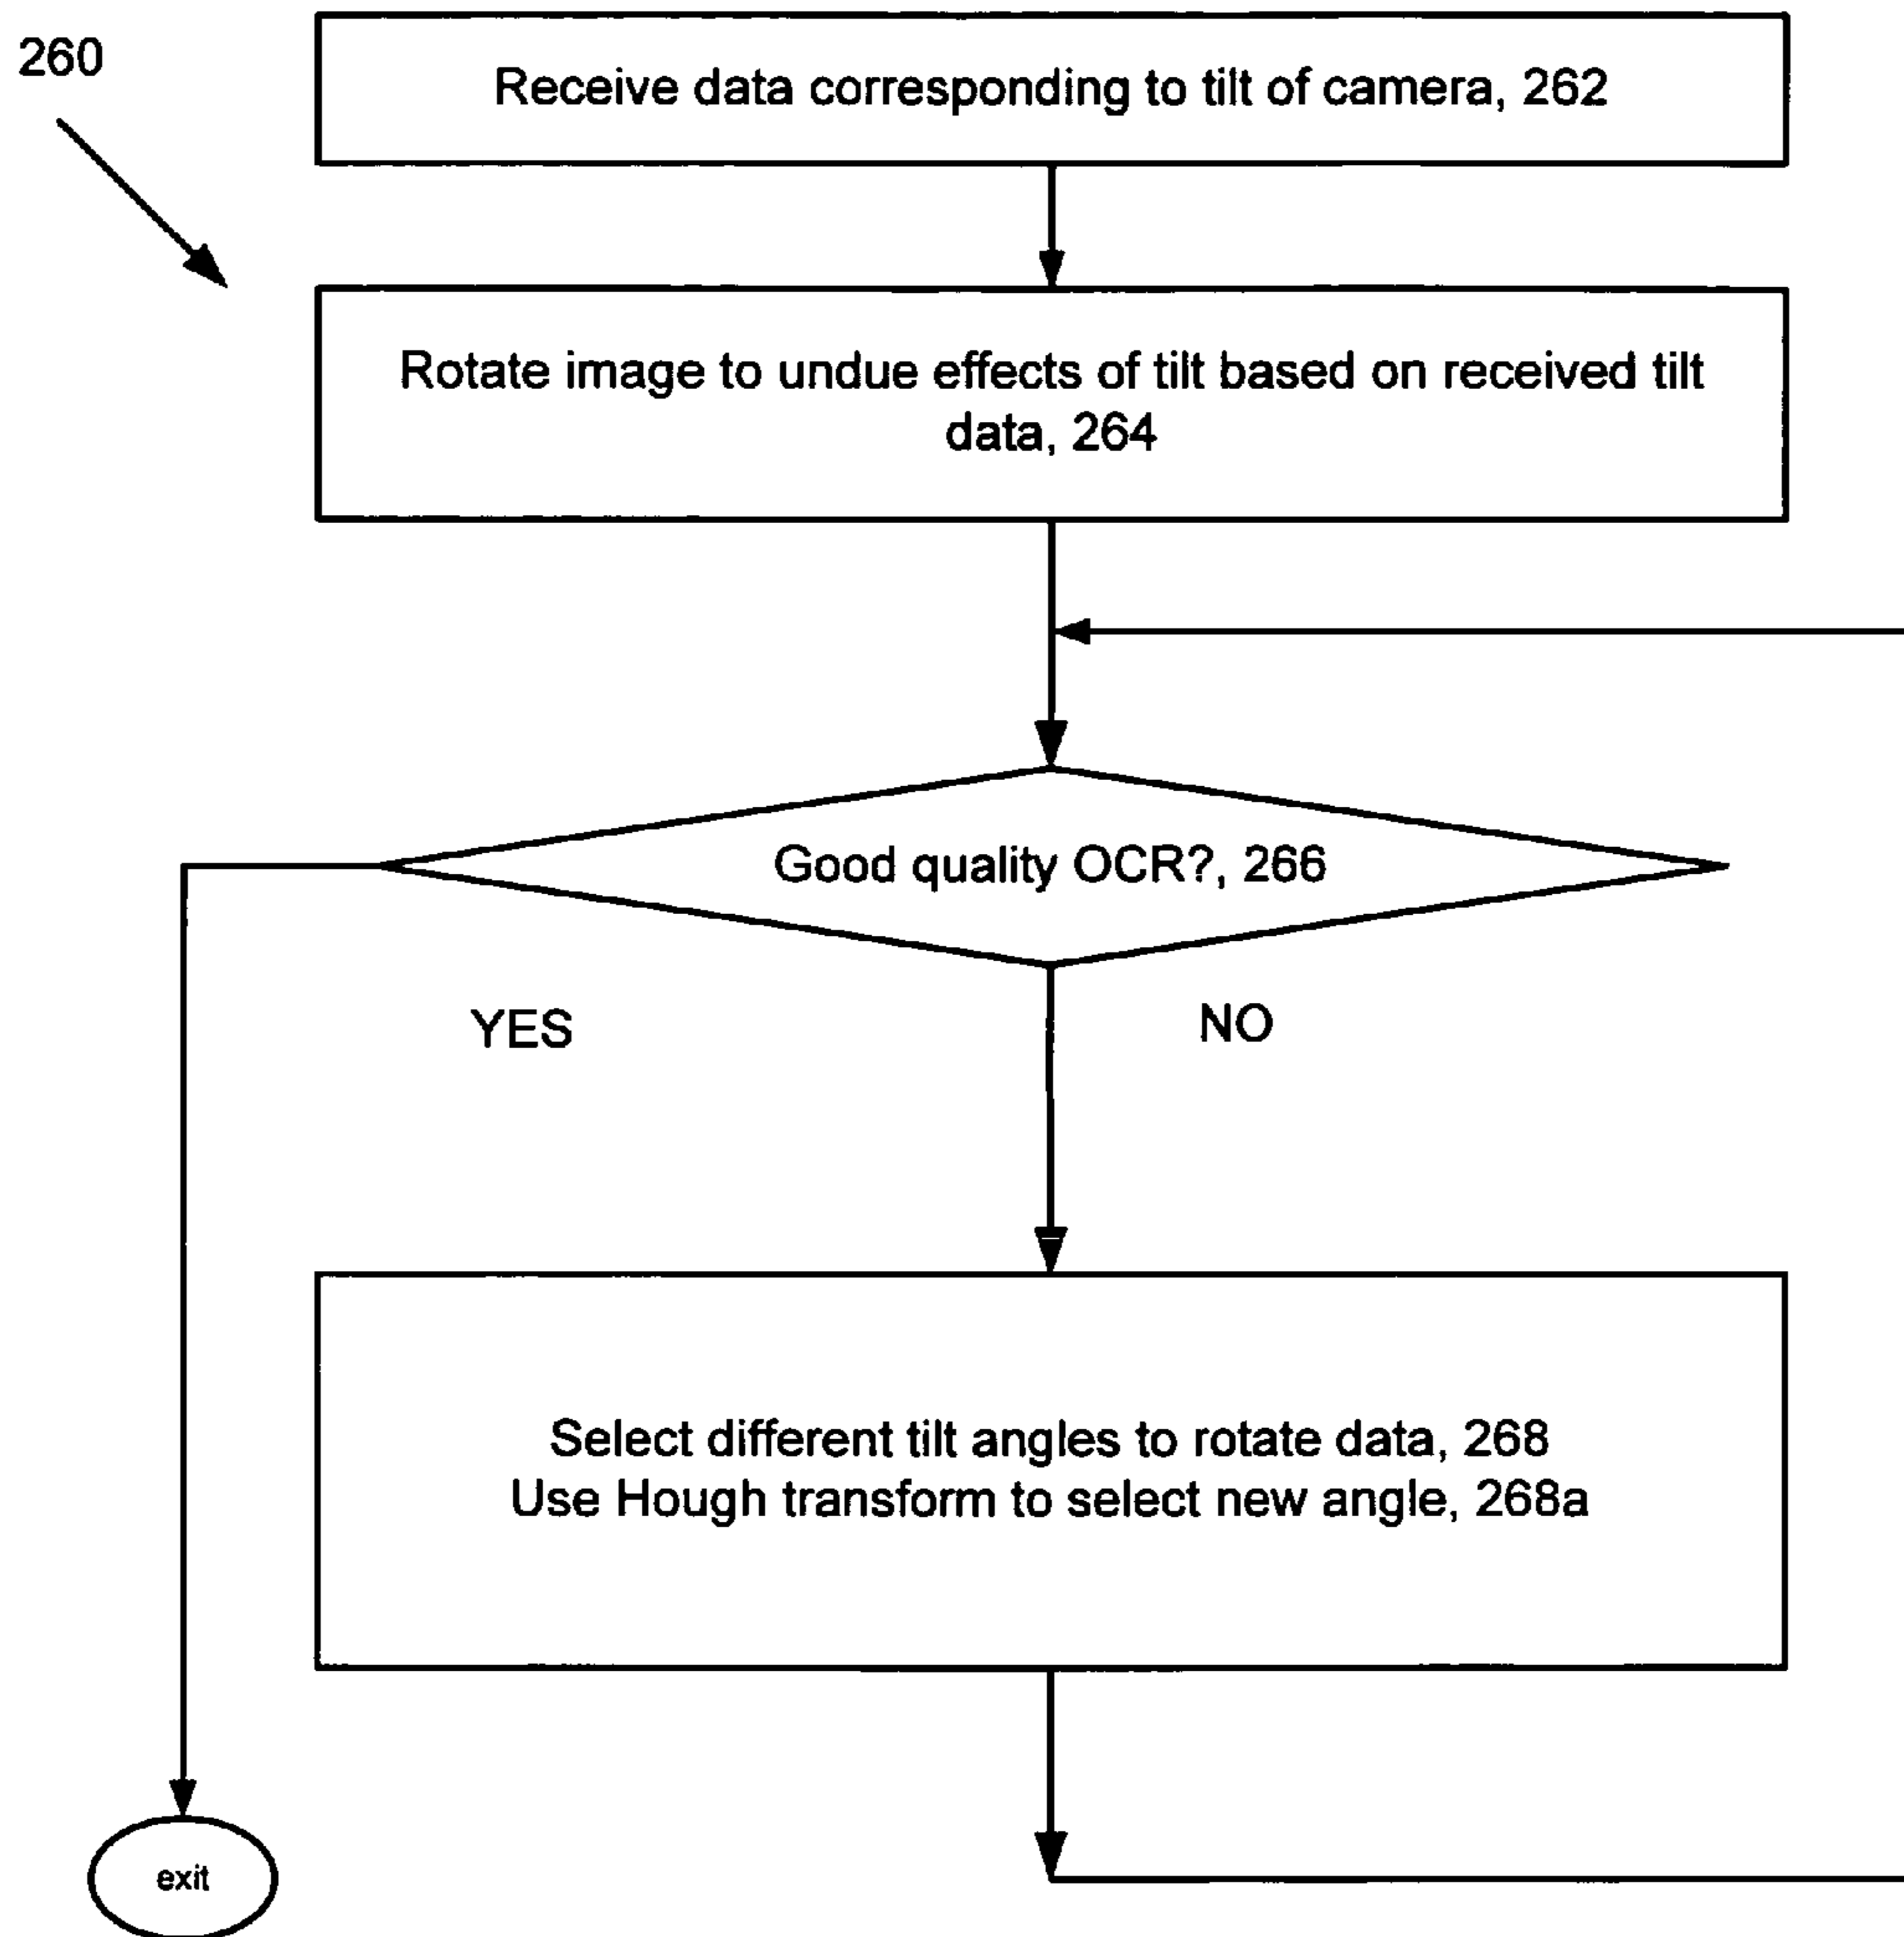 260
Receive data corresponding to tilt of camera, 262
Rotate image to undue effects of tilt based on received tilt
data, 264
Good quality OCR?, 266
YES
NO
Select different tilt angles to rotate data, 268
Use Hough transform to select new angle, 268a
exit